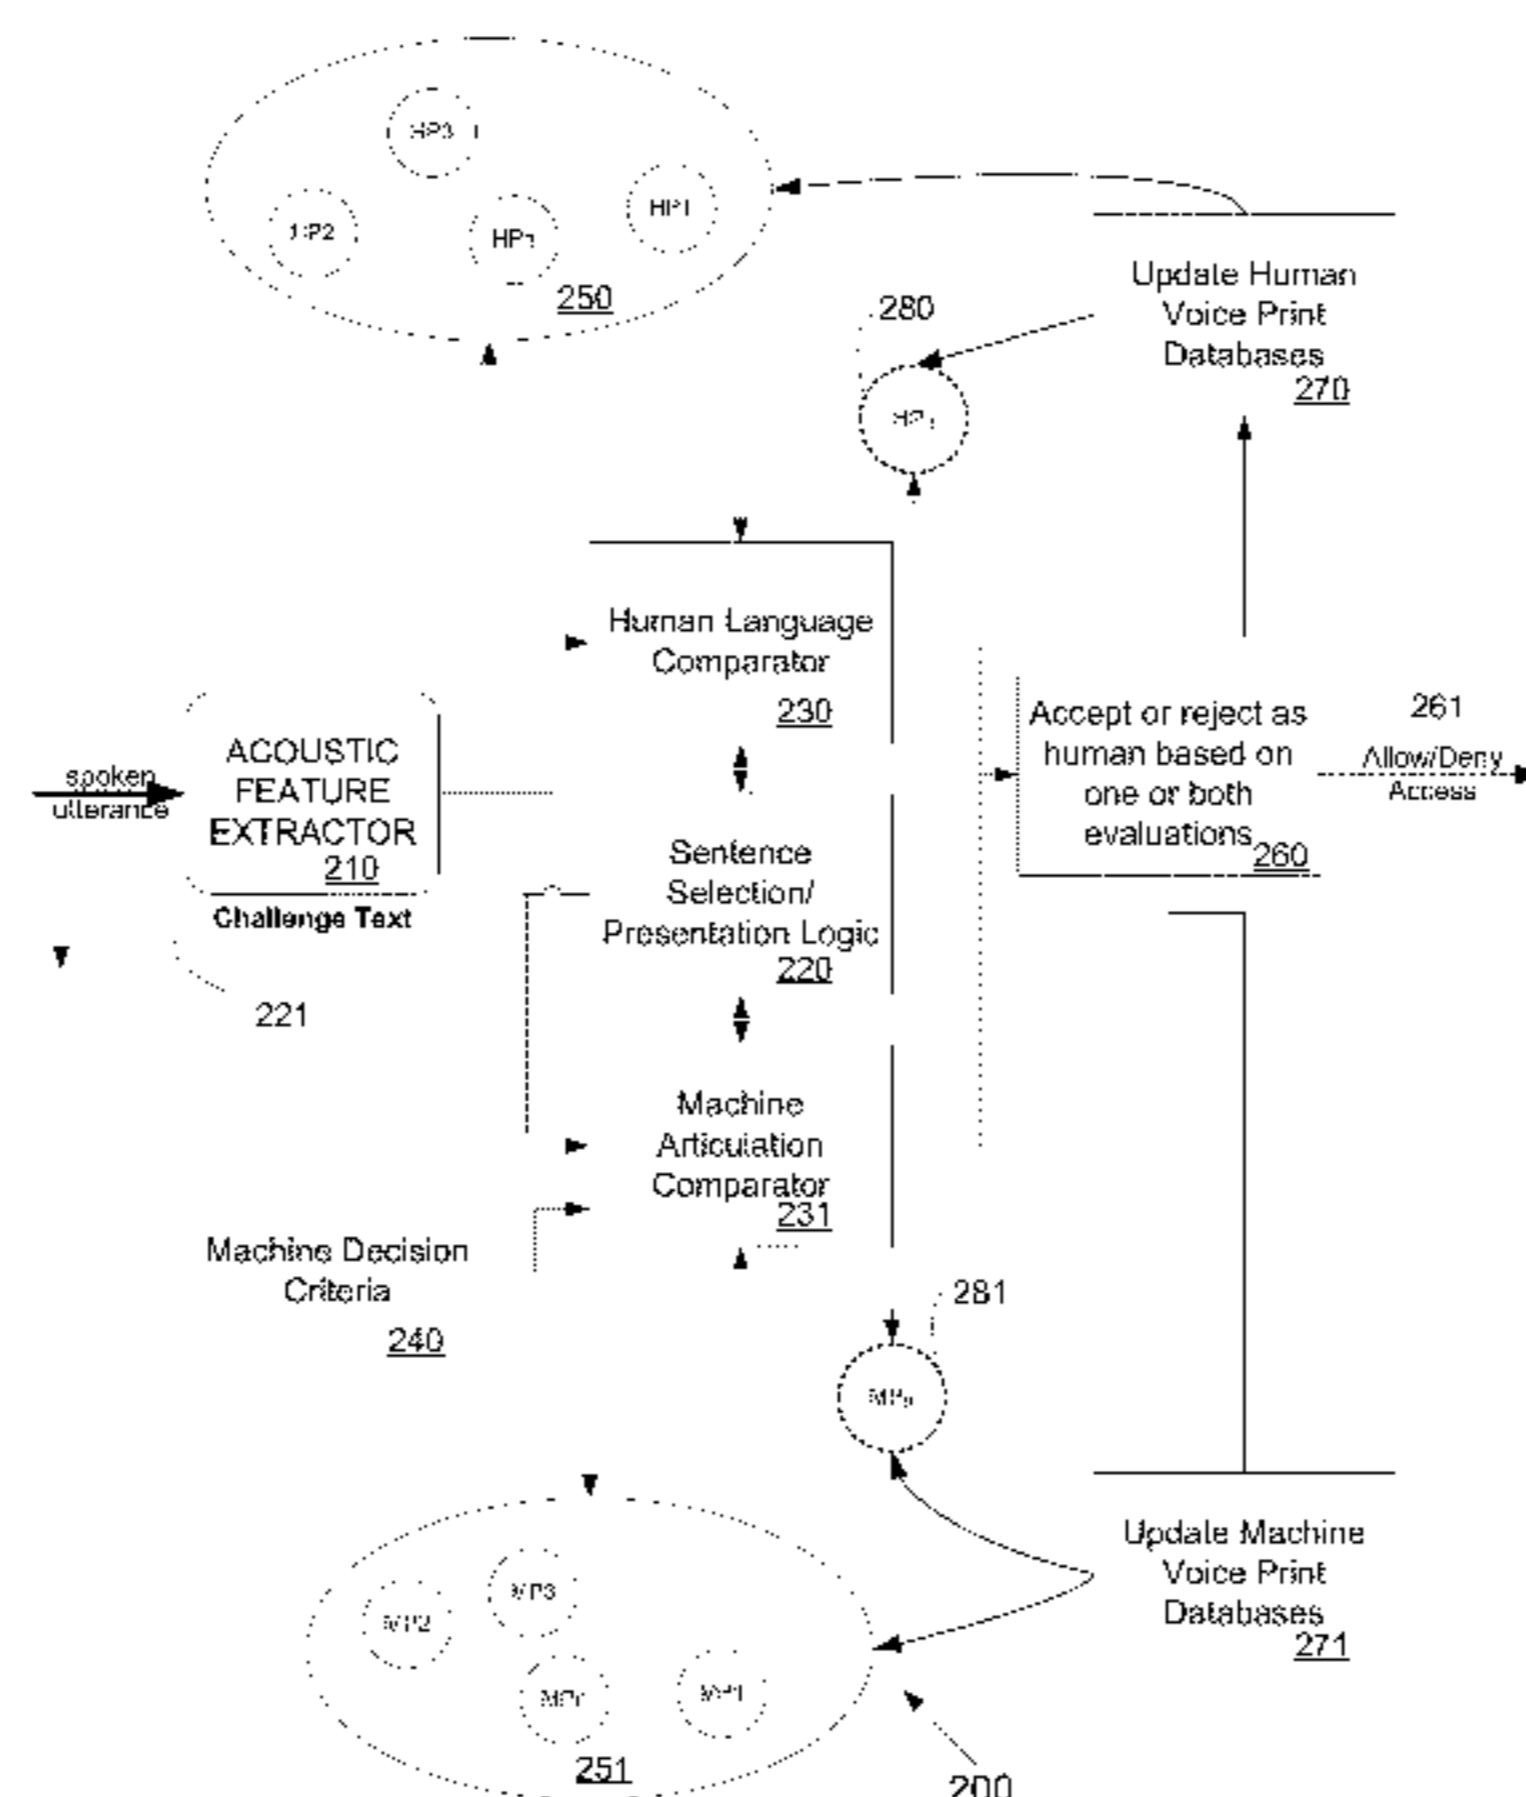 HP3
HP1
HP2
250
280
Update Human
Voice Print
Databases
270
Human Language
Comparator
230
spoken
utterance
ACOUSTIC
FEATURE
EXTRACTOR
210
Challenge Text
221
Sentence
Selection/
Presentation Logic
220
Accept or reject as
human based on
one or both
evaluations
260
261
Allow/Deny
Access
Machine
Articulation
Comparator
231
Machine Decision
Criteria
240
281
Update Machine
Voice Print
Databases
271
MP3
MP2
MP1
251
200